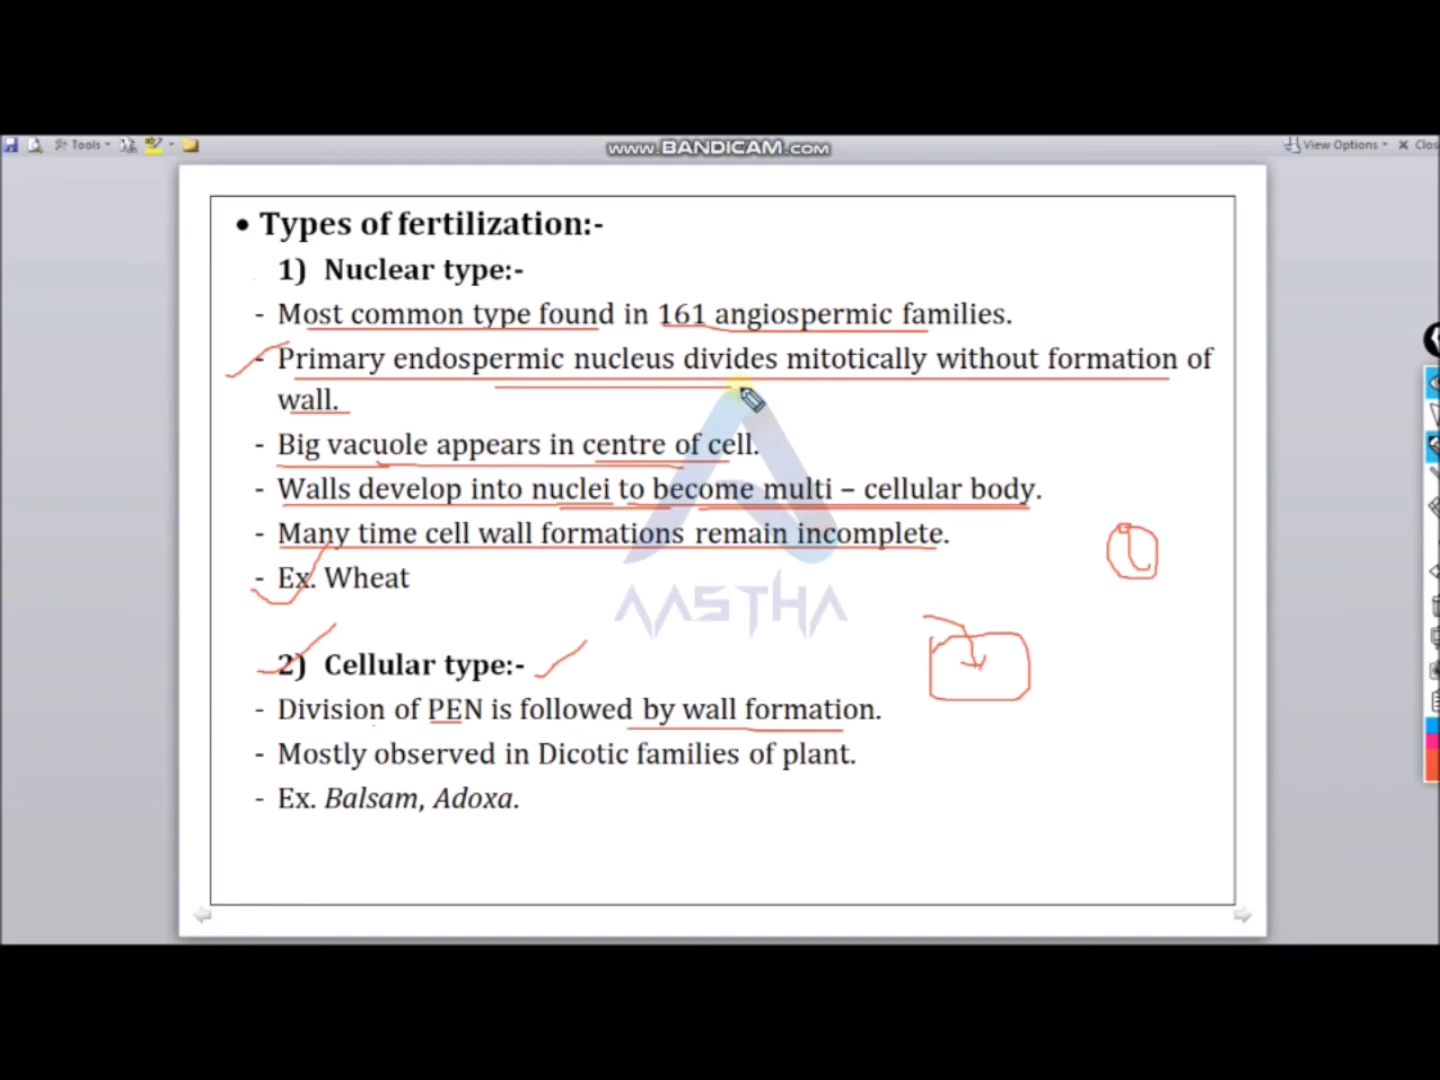 Tools
www.BANDICAM.com
View Options
Clos
• Types of fertilization:-
1) Nuclear type:-
- Most common type found in 161 angiospermic families.
- Primary endospermic nucleus divides mitotically without formation of
wall.
- Big vacuole appears in centre of cell.
- Walls develop into nuclei to become multi – cellular body.
- Many time cell wall formations remain incomplete.
- Ex. Wheat
AASTHA
2) Cellular type:-
- Division of PEN is followed by wall formation.
- Mostly observed in Dicotic families of plant.
- Ex. Balsam, Adoxa.